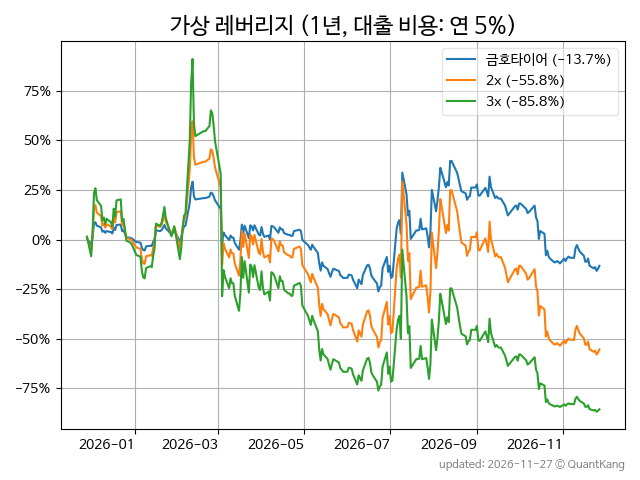 가상 레버리지 (1년, 대출 비용: 연 5%)
금호타이어 (−13.7%)
2x (−55.8%)
3x (−85.8%)
75%
50%
25%
0%
−25%
−50%
−75%
2026-01 2026-03 2026-05 2026-07 2026-09 2026-11
updated: 2026-11-27 © QuantKang